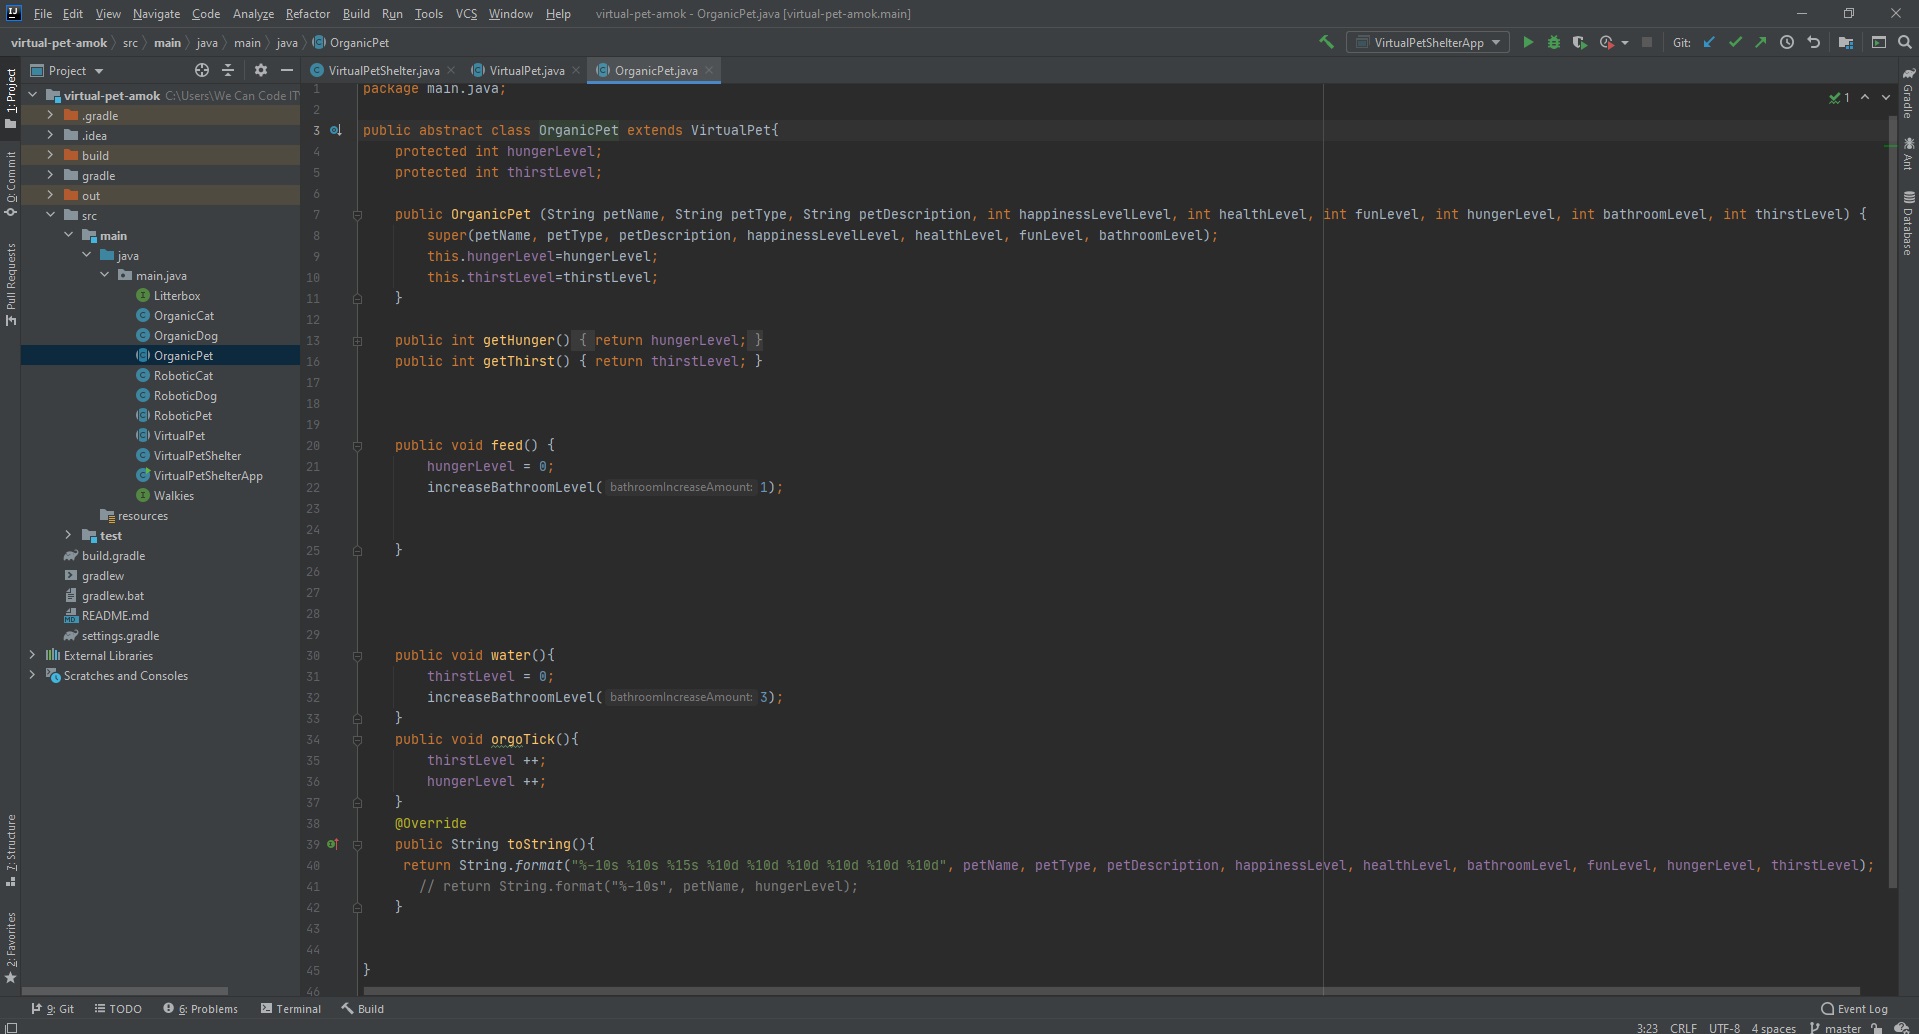 File Edit View Navigate Code Analyze Refactor Build Run Tools VCS Window Help virtual-pet-amok - OrganicPet.java [virtual-pet-amok.main]
virtual-pet-amok src main java main java OrganicPet VirtualPetShelterApp Git:
Project
VirtualPetShelter.java VirtualPet.java OrganicPet.java
virtual-pet-amok C:\Users\We Can Code IT\
.gradle
.idea
build
gradle
out
src
main
java
main.java
Litterbox
OrganicCat
OrganicDog
OrganicPet
RoboticCat
RoboticDog
RoboticPet
VirtualPet
VirtualPetShelter
VirtualPetShelterApp
Walkies
resources
test
build.gradle
gradlew
gradlew.bat
README.md
settings.gradle
External Libraries
Scratches and Consoles
1: Project
0: Commit
Pull Requests
7: Structure
2: Favorites
1 package main.java;
2
3 public abstract class OrganicPet extends VirtualPet{
4 protected int hungerLevel;
5 protected int thirstLevel;
6
7 public OrganicPet (String petName, String petType, String petDescription, int happinessLevelLevel, int healthLevel, int funLevel, int hungerLevel, int bathroomLevel, int thirstLevel) {
8 super(petName, petType, petDescription, happinessLevelLevel, healthLevel, funLevel, bathroomLevel);
9 this.hungerLevel=hungerLevel;
10 this.thirstLevel=thirstLevel;
11 }
12
13 public int getHunger() { return hungerLevel; }
16 public int getThirst() { return thirstLevel; }
17
18
19
20 public void feed() {
21 hungerLevel = 0;
22 increaseBathroomLevel( bathroomIncreaseAmount: 1);
23
24
25 }
26
27
28
29
30 public void water(){
31 thirstLevel = 0;
32 increaseBathroomLevel( bathroomIncreaseAmount: 3);
33 }
34 public void orgoTick(){
35 thirstLevel ++;
36 hungerLevel ++;
37 }
38 @Override
39 public String toString(){
40 return String.format("%-10s %10s %15s %10d %10d %10d %10d %10d %10d", petName, petType, petDescription, happinessLevel, healthLevel, bathroomLevel, funLevel, hungerLevel, thirstLevel);
41 // return String.format("%-10s", petName, hungerLevel);
42 }
43
44
45 }
46
1
Gradle
Ant
Database
9: Git TODO 6: Problems Terminal Build Event Log
3:23 CRLF UTF-8 4 spaces master